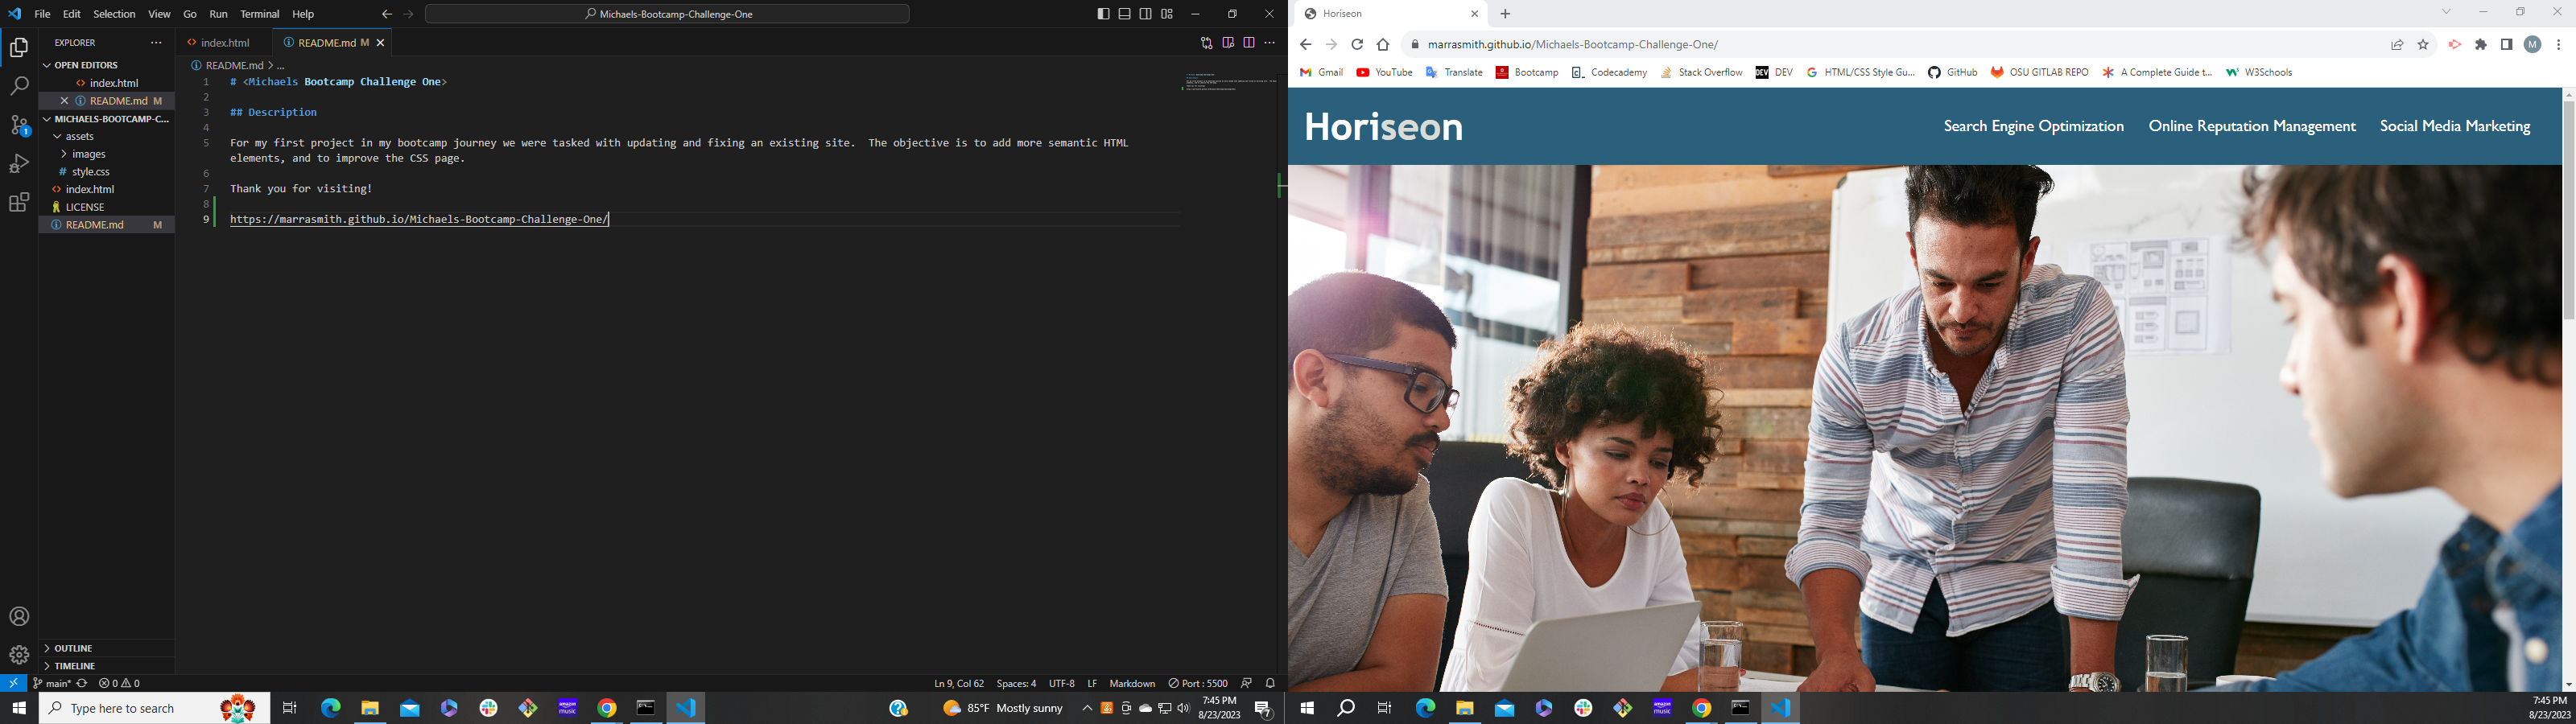 File Edit Selection View Go Run Terminal Help
Michaels-Bootcamp-Challenge-One
EXPLORER
OPEN EDITORS
index.html
README.md M
MICHAELS-BOOTCAMP-C...
assets
images
# style.css
index.html
LICENSE
README.md M
OUTLINE
TIMELINE
index.html README.md M
README.md > ...
1 # <Michaels Bootcamp Challenge One>
2
3 ## Description
4
5 For my first project in my bootcamp journey we were tasked with updating and fixing an existing site. The objective is to add more semantic HTML
elements, and to improve the CSS page.
6
7 Thank you for visiting!
8
9 https://marrasmith.github.io/Michaels-Bootcamp-Challenge-One/
1
main* 0 0 Ln 9, Col 62 Spaces: 4 UTF-8 LF Markdown Port : 5500
Type here to search
amazon music
85°F Mostly sunny
7:45 PM
8/23/2023
7
Horiseon
marrasmith.github.io/Michaels-Bootcamp-Challenge-One/
M
Gmail YouTube Translate Bootcamp Codecademy Stack Overflow DEV DEV HTML/CSS Style Gu... GitHub OSU GITLAB REPO A Complete Guide t... W3Schools
Horiseon
Search Engine Optimization Online Reputation Management Social Media Marketing
amazon music
7:45 PM
8/23/2023